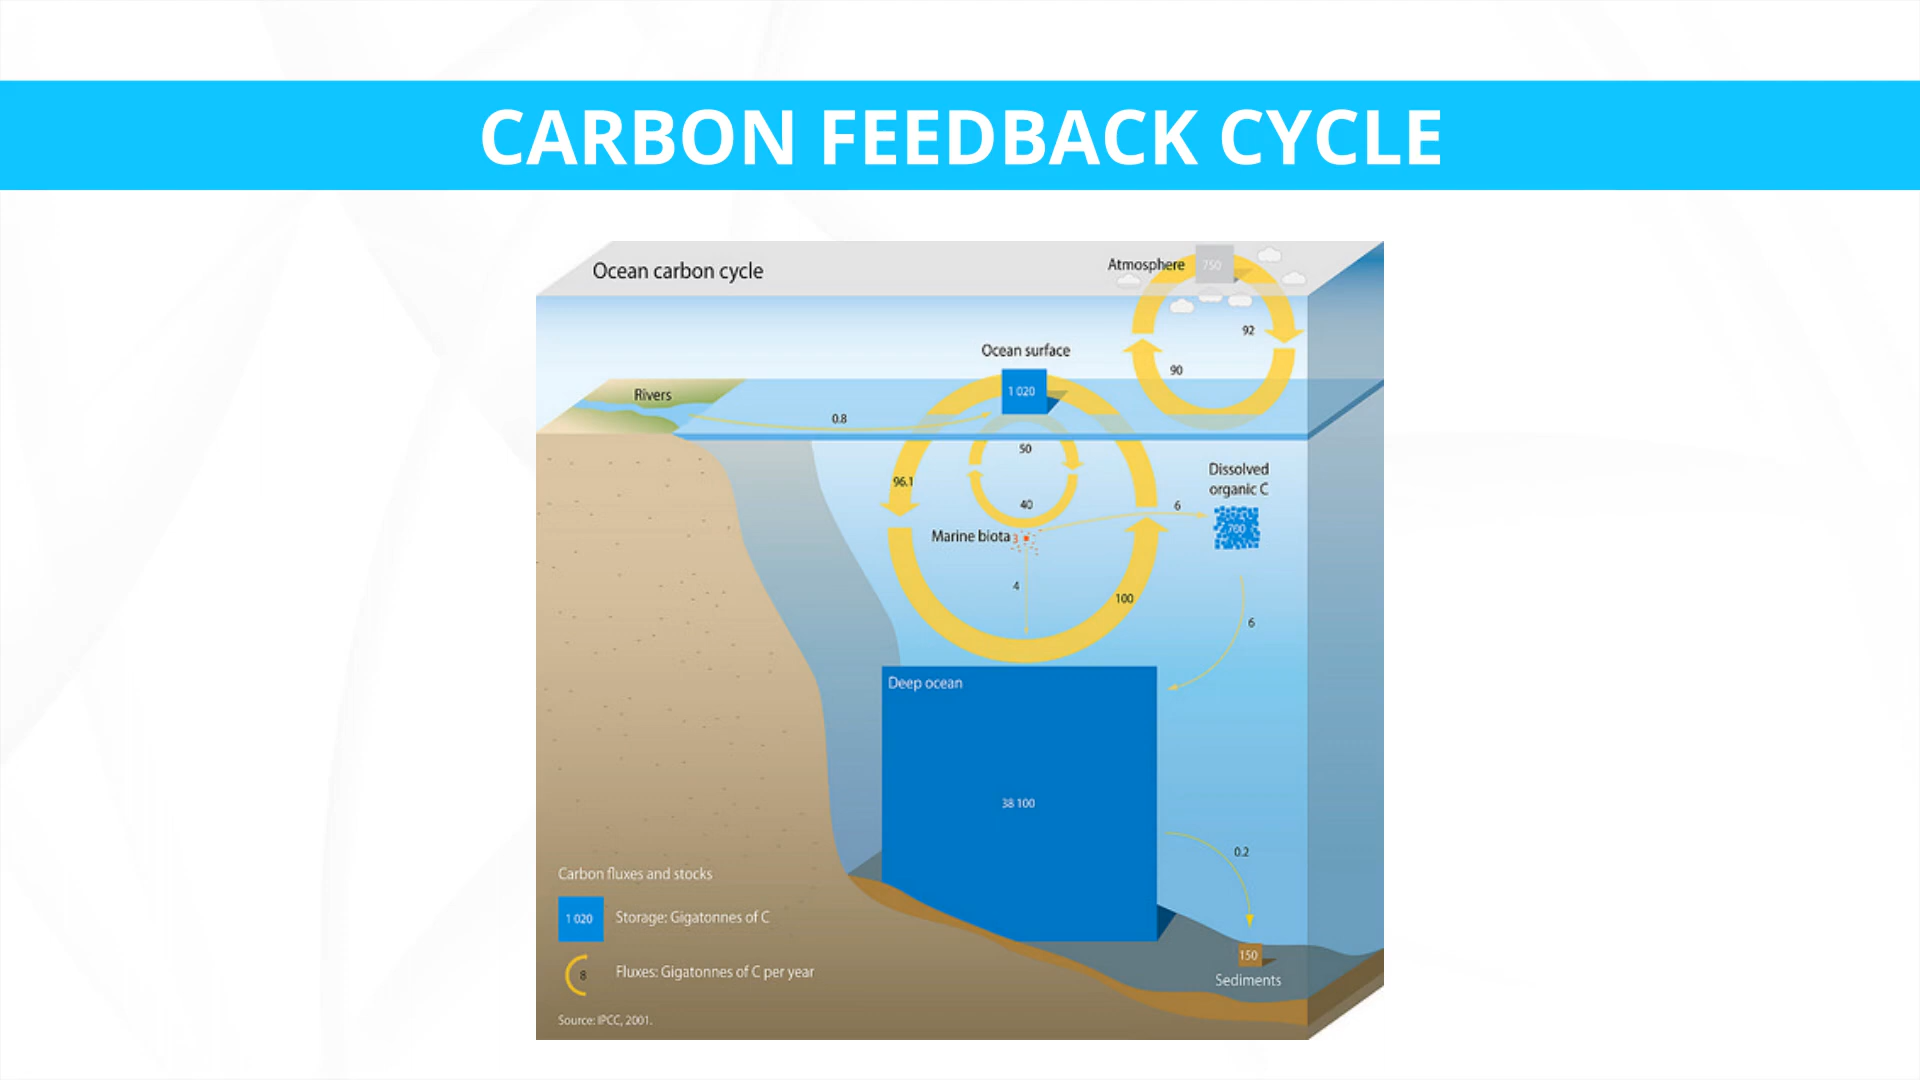 CARBON FEEDBACK CYCLE
Ocean carbon cycle
Atmosphere
750
92
90
Ocean surface
1 020
Rivers
0.8
50
40
96.1
Dissolved
organic C
700
6
Marine biota 3
4
100
6
Deep ocean
38 100
0.2
150
Sediments
Carbon fluxes and stocks
1 020
Storage: Gigatonnes of C
8
Fluxes: Gigatonnes of C per year
Source: IPCC, 2001.